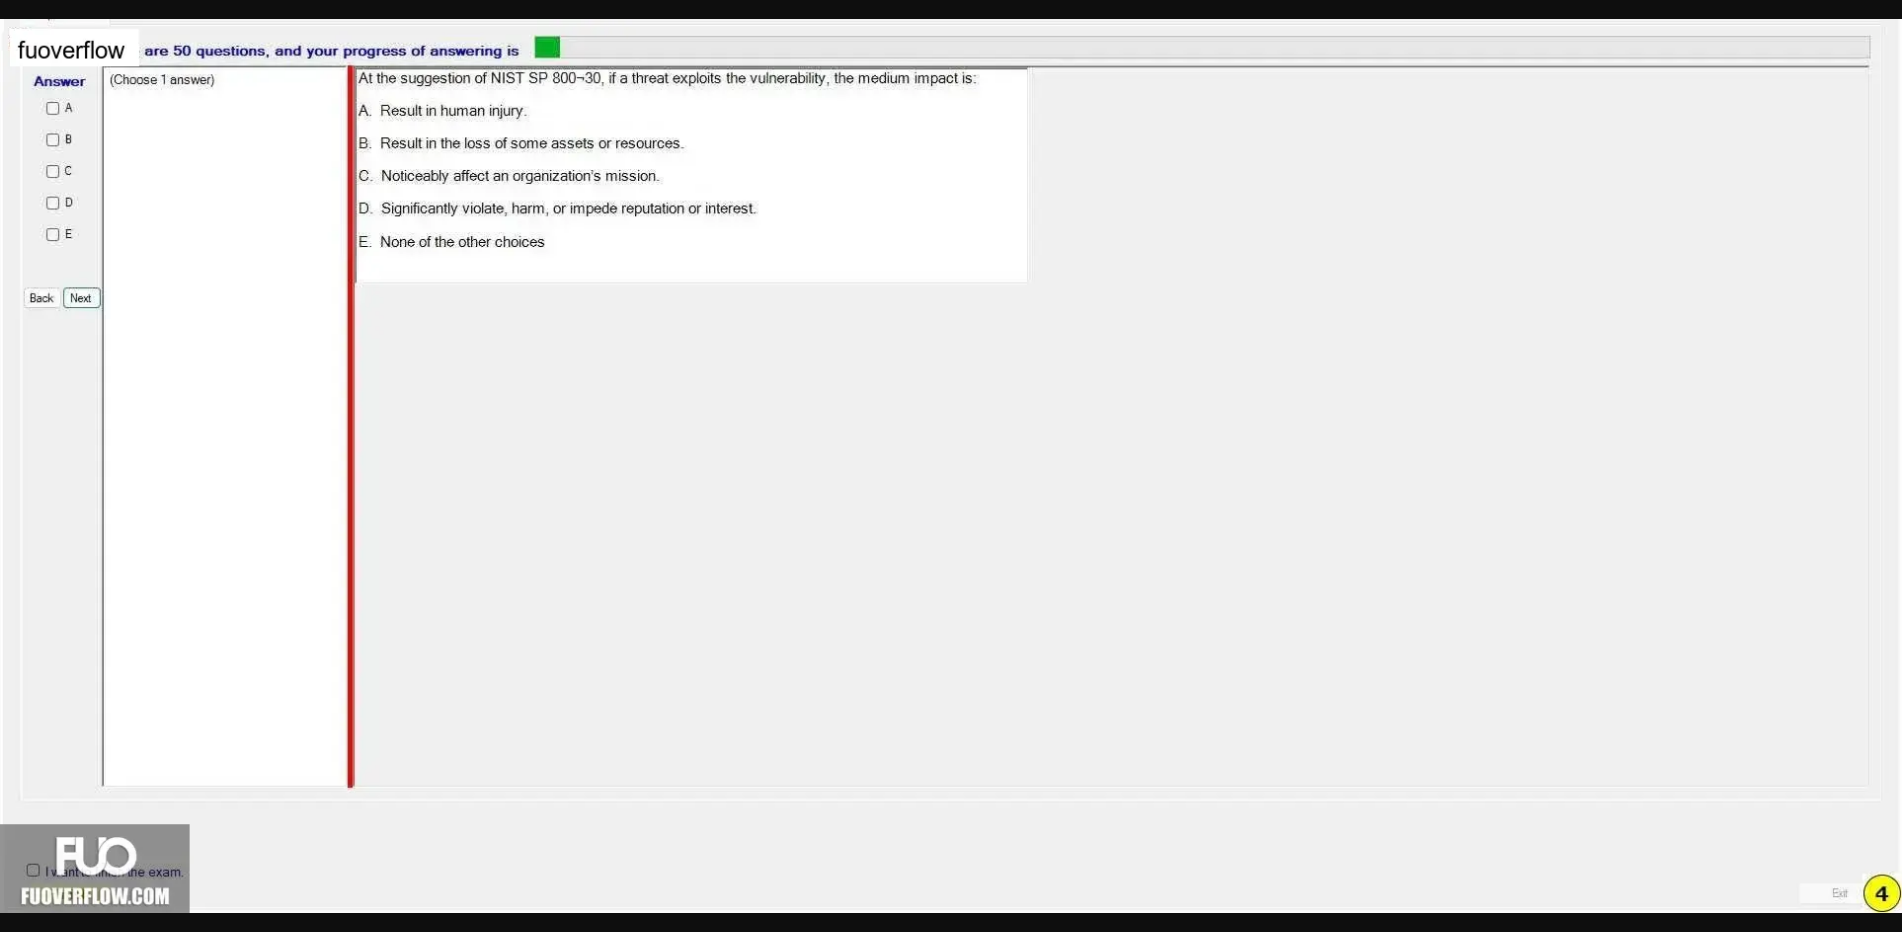 fuoverflow are 50 questions, and your progress of answering is
Answer
(Choose 1 answer)
A
B
C
D
E
Back Next
At the suggestion of NIST SP 800¬30, if a threat exploits the vulnerability, the medium impact is:
A. Result in human injury.
B. Result in the loss of some assets or resources.
C. Noticeably affect an organization's mission.
D. Significantly violate, harm, or impede reputation or interest.
E. None of the other choices
FUO
I want the exam.
FUOVERFLOW.COM
Exit
4